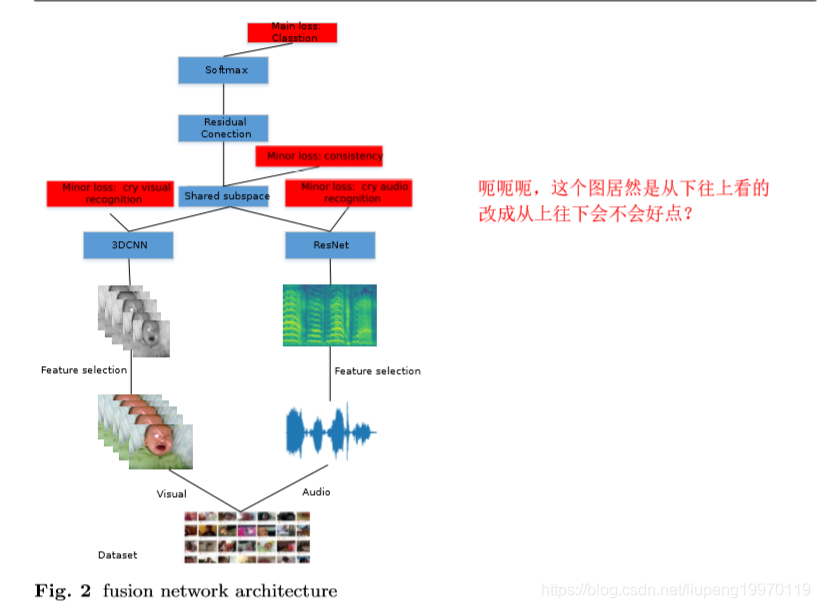 Main loss:
Classtion
Softmax
Residual
Conection
Minor loss: consistency
Minor loss: cry visual
recognition
Shared subspace
Minor loss: cry audio
recognition
3DCNN
ResNet
Feature selection
Feature selection
Visual
Audio
Dataset
Fig. 2 fusion network architecture
呃呃呃，这个图居然是从下往上看的
改成从上往下会不会好点？
https://blog.csdn.net/liupeng19970119